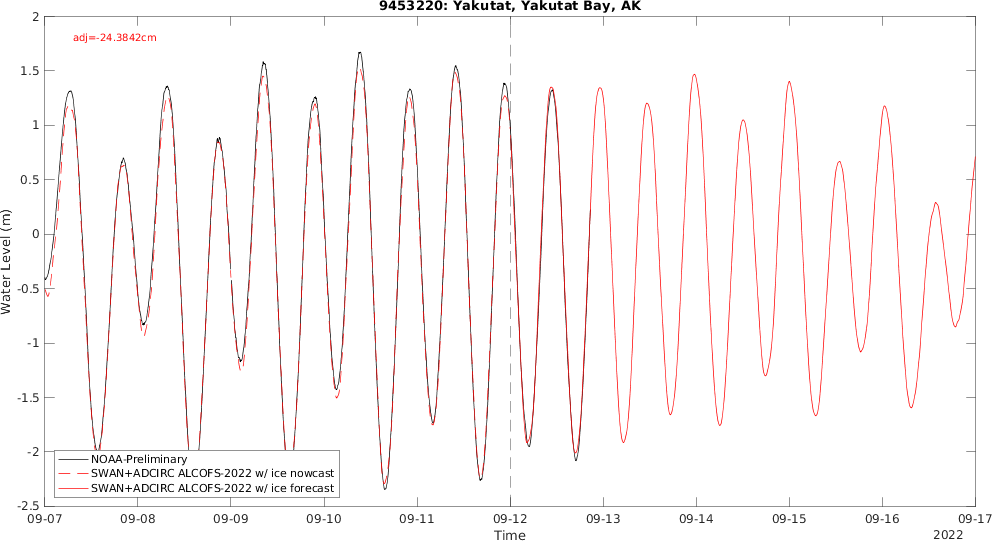 9453220: Yakutat, Yakutat Bay, AK
adj=-24.3842cm
Water Level (m)
2
1.5
1
0.5
0
-0.5
-1
-1.5
-2
-2.5
NOAA-Preliminary
SWAN+ADCIRC ALCOFS-2022 w/ ice nowcast
SWAN+ADCIRC ALCOFS-2022 w/ ice forecast
09-07 09-08 09-09 09-10 09-11 09-12 09-13 09-14 09-15 09-16 09-17
Time
2022